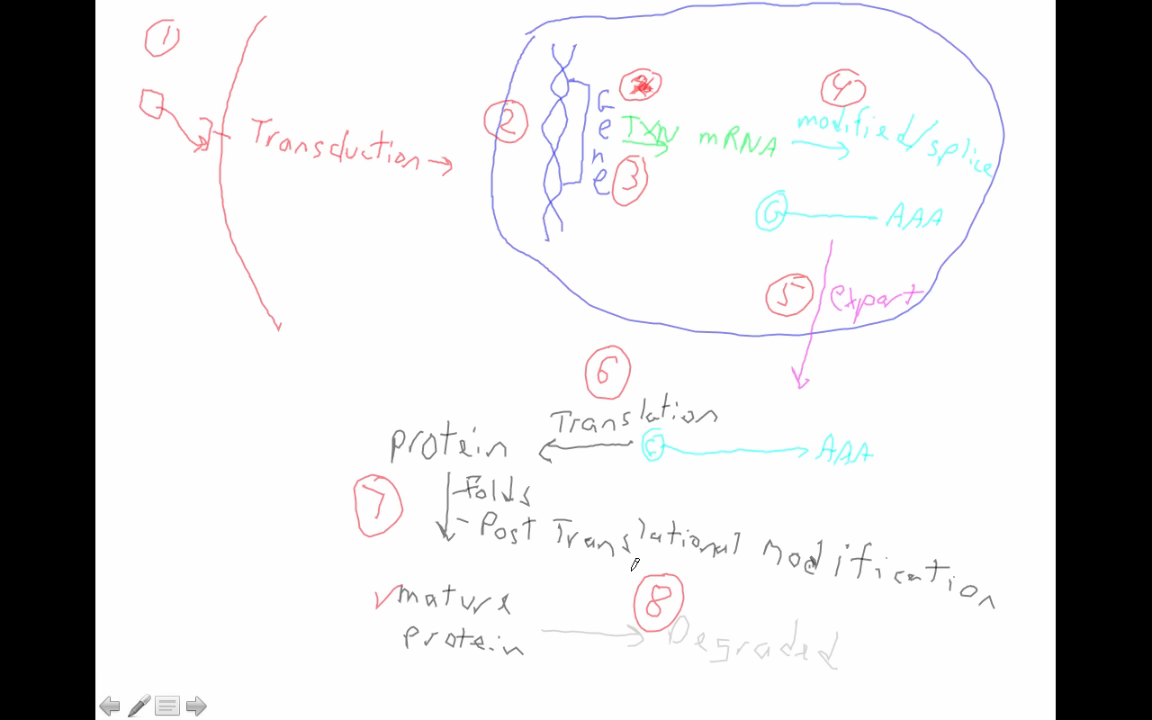 1
Transduction
2
Gene
TXN mRNA
3
4
modified/splice
G AAA
5
export
6
Translation
protein
G AAA
7
- Folds
- Post Translational modification
mature
protein
8
Degraded